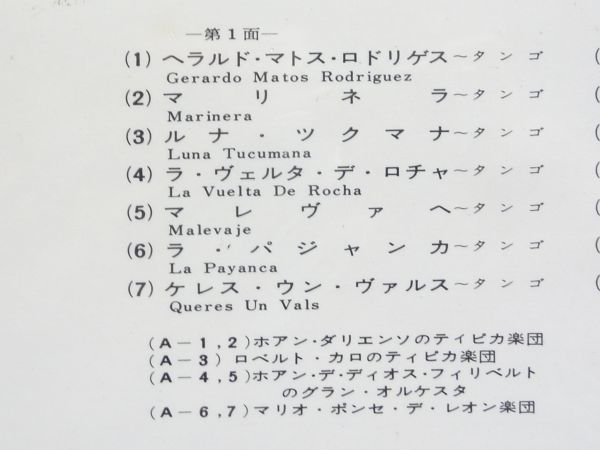 —第1面—
(1) ヘラルド・マトス・ロドリゲス〜タンゴ
Gerardo Matos Rodriguez
(2) マリネラ〜タンゴ
Marinera
(3) ルナ・ツクマナ〜タンゴ
Luna Tucumana
(4) ラ・ヴェルタ・デ・ロチャ〜タンゴ
La Vuelta De Rocha
(5) マレヴァヘ〜タンゴ
Malevaje
(6) ラ・パジャンカ〜タンゴ
La Payanca
(7) ケレス・ウン・ヴァルス〜タンゴ
Queres Un Vals
(A−1,2)ホアン・ダリエンソのティピカ楽団
(A−3) ロベルト・カロのティピカ楽団
(A−4,5)ホアン・デ・ディオス・フィリベルト
のグラン・オルケスタ
(A−6,7)マリオ・ポンセ・デ・レオン楽団